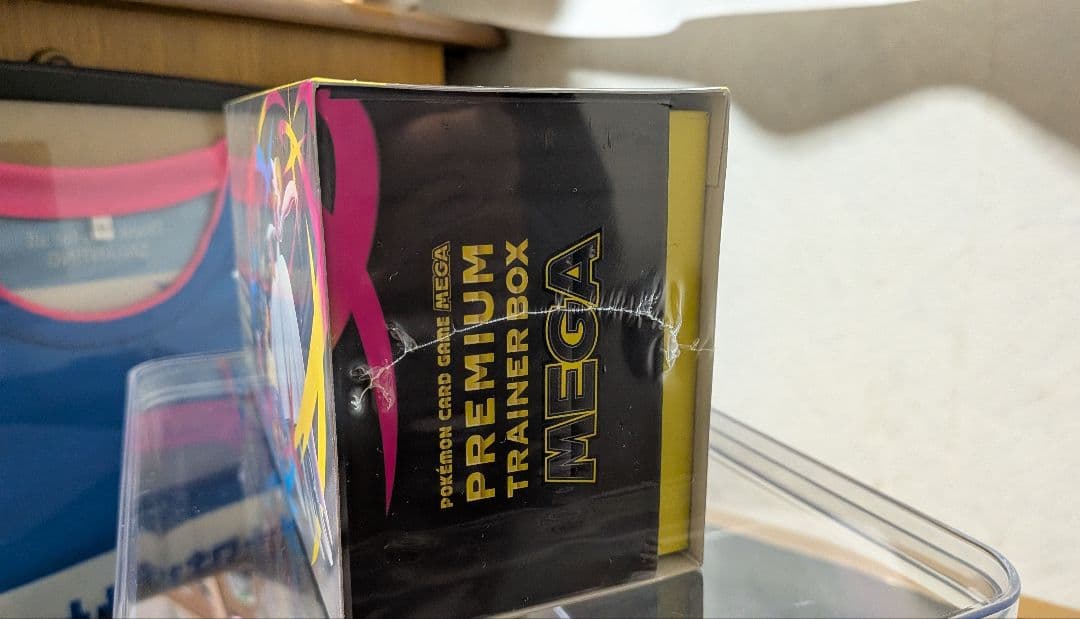 POKÉMON CARD GAME MEGA
PREMIUM
TRAINER BOX
MEGA